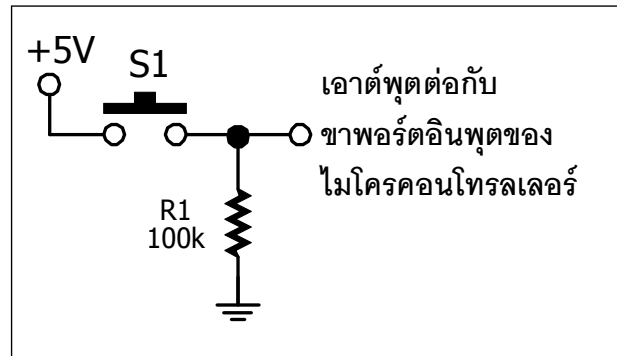 +5V
S1
เอาต์พุตต่อกับ
ขาพอร์ตอินพุตของ
ไมโครคอนโทรลเลอร์
R1
100k